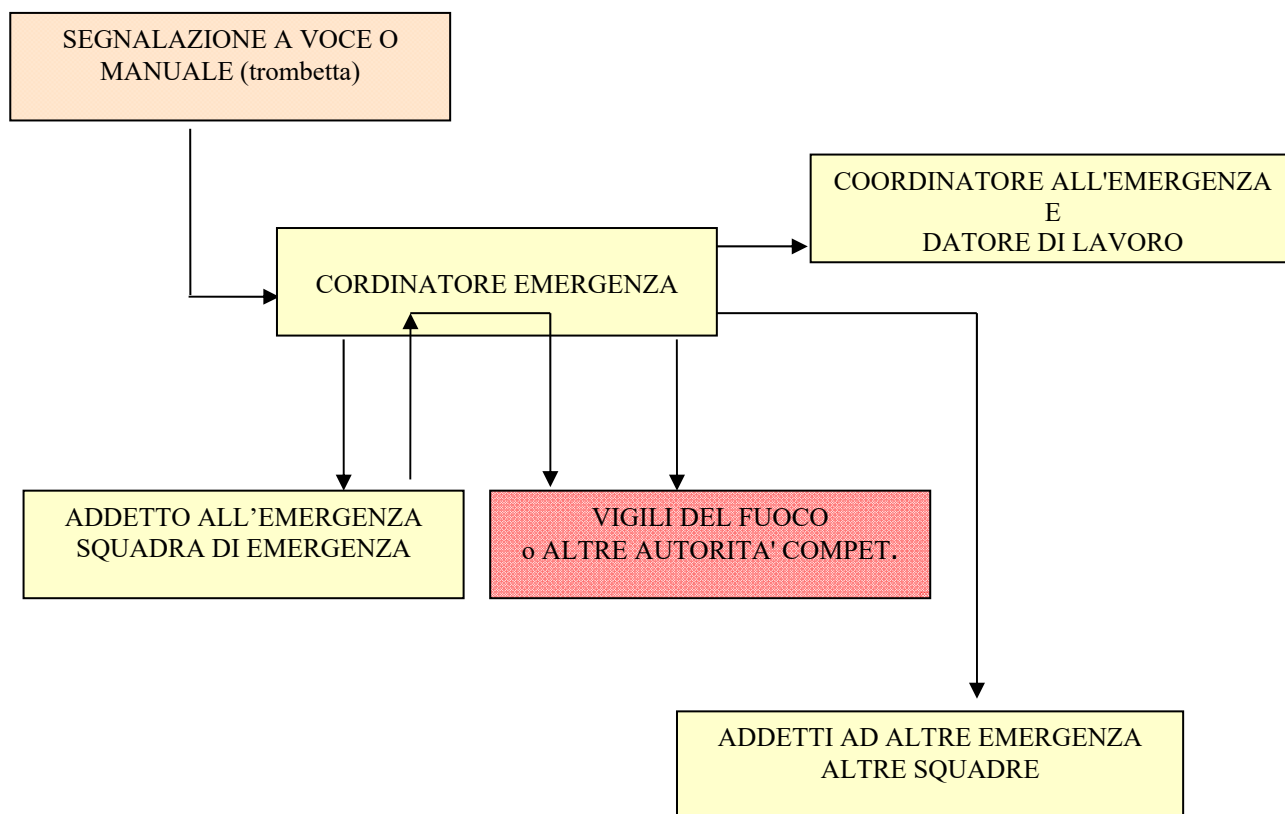 SEGNALAZIONE A VOCE O
MANUALE (trombetta)
COORDINATORE ALL'EMERGENZA
E
DATORE DI LAVORO
CORDINATORE EMERGENZA
ADDETTO ALL’EMERGENZA
SQUADRA DI EMERGENZA
VIGILI DEL FUOCO
o ALTRE AUTORITA' COMPET.
ADDETTI AD ALTRE EMERGENZA
ALTRE SQUADRE